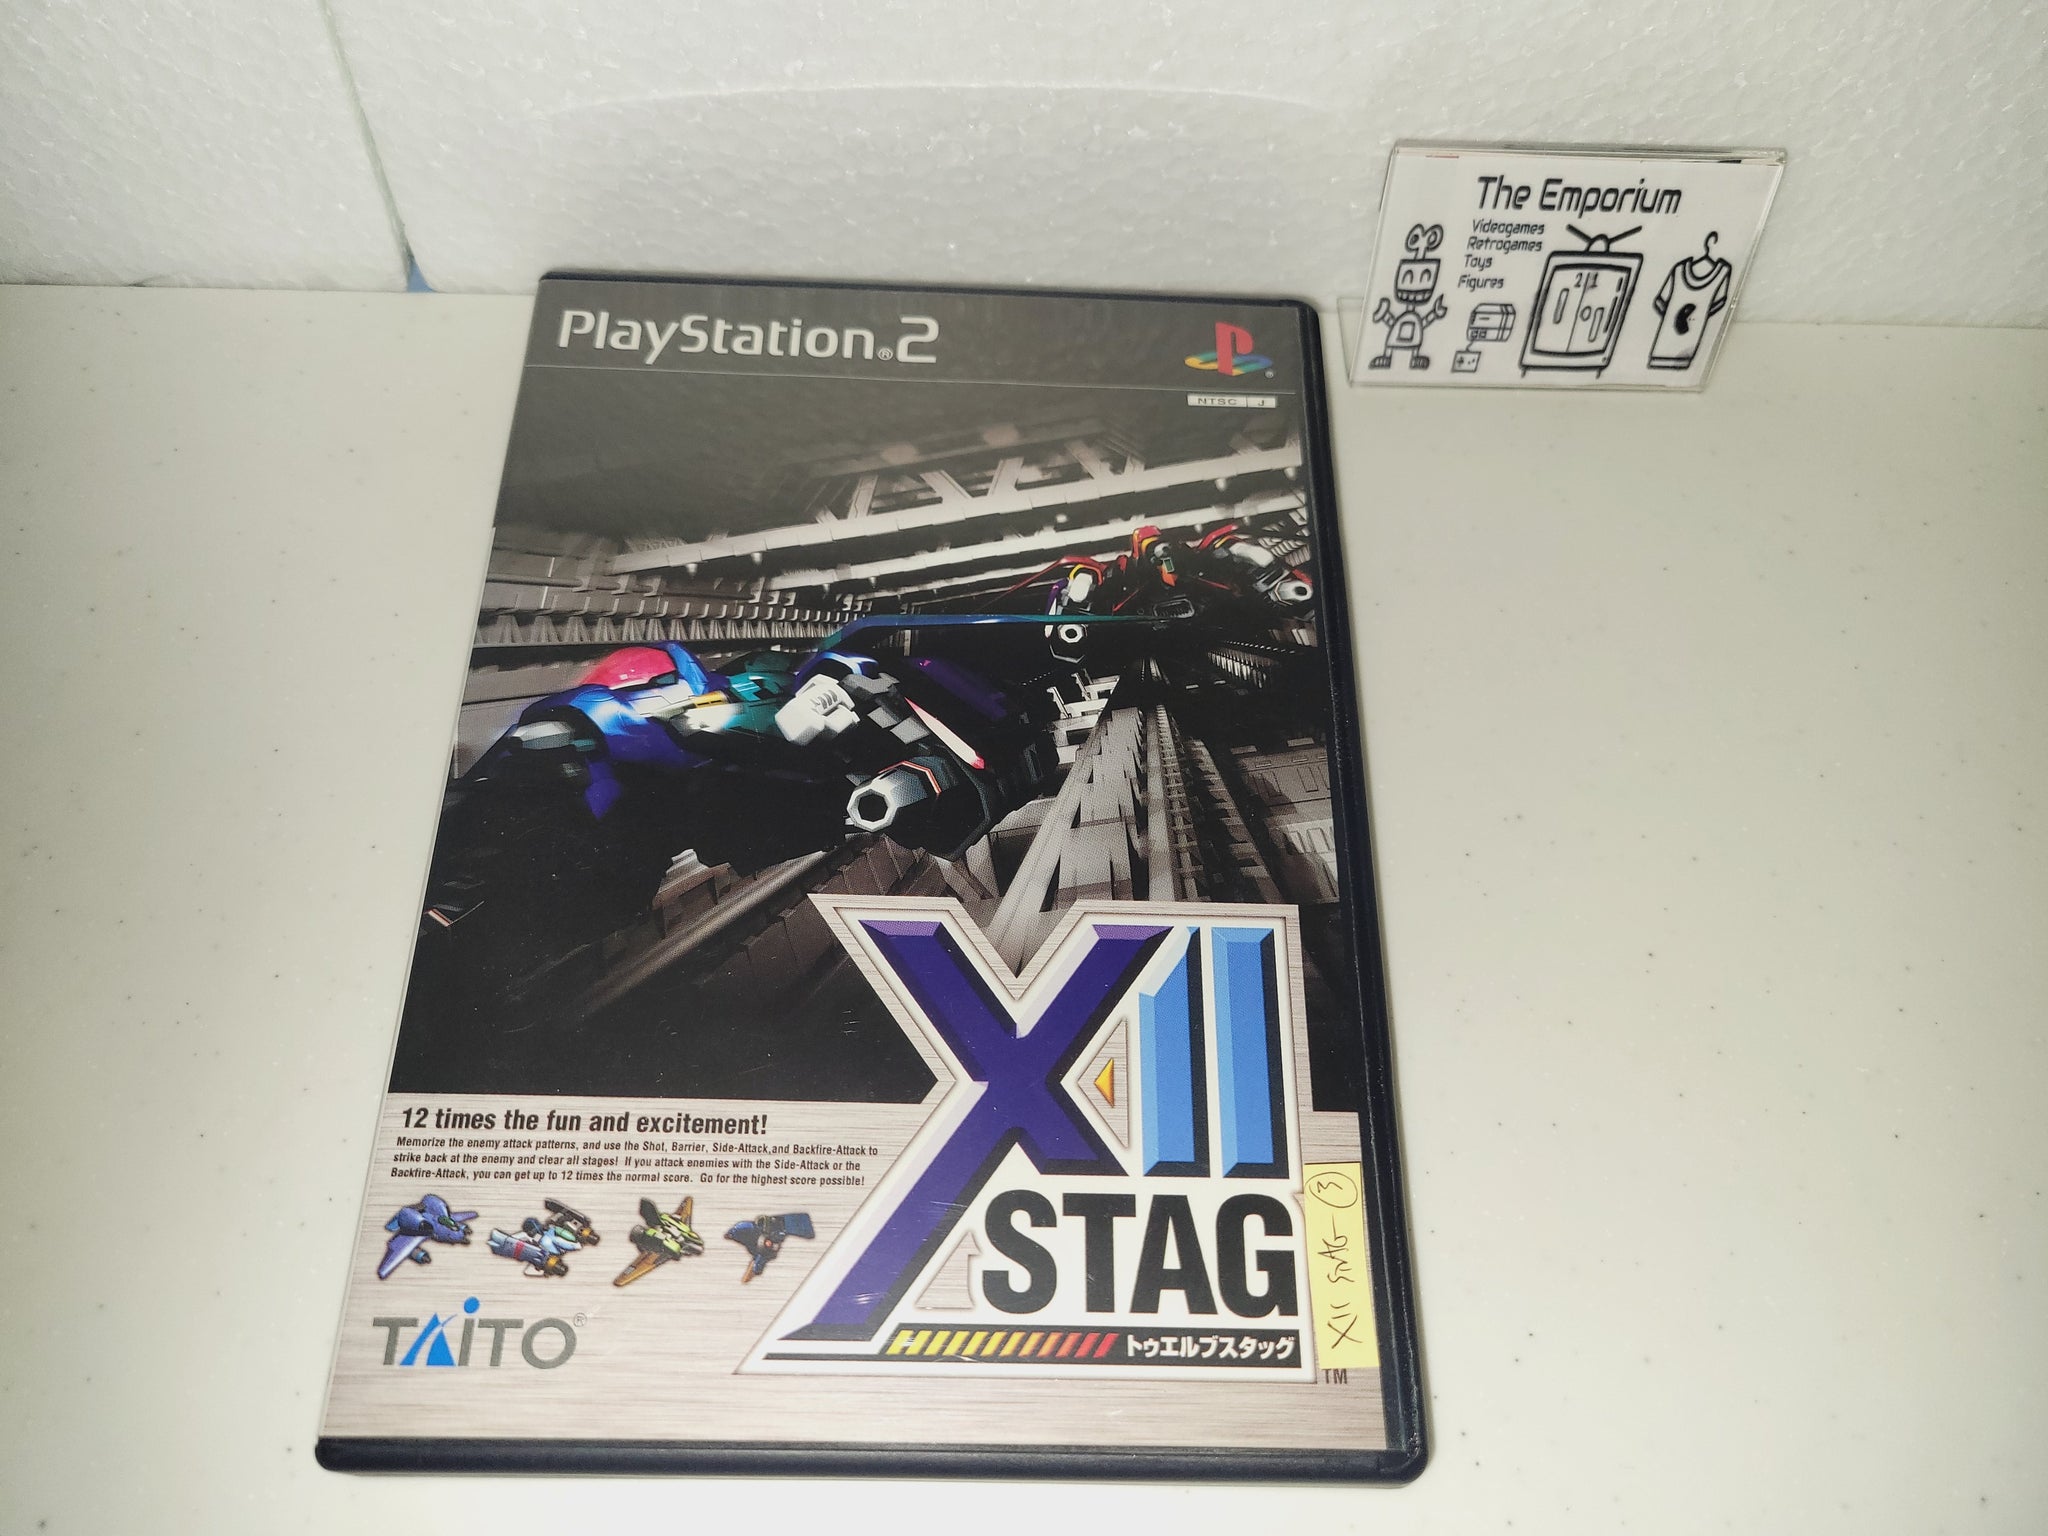 The Emporium
Videogames
Retrogames
Toys
Figures
PlayStation®2
NTSC J
XII
STAG
トゥエルブスタッグ
TM
12 times the fun and excitement!
Memorize the enemy attack patterns, and use the Shot, Barrier, Side-Attack,and Backfire-Attack to
strike back at the enemy and clear all stages! If you attack enemies with the Side-Attack or the
Backfire-Attack, you can get up to 12 times the normal score. Go for the highest score possible!
TAITO®